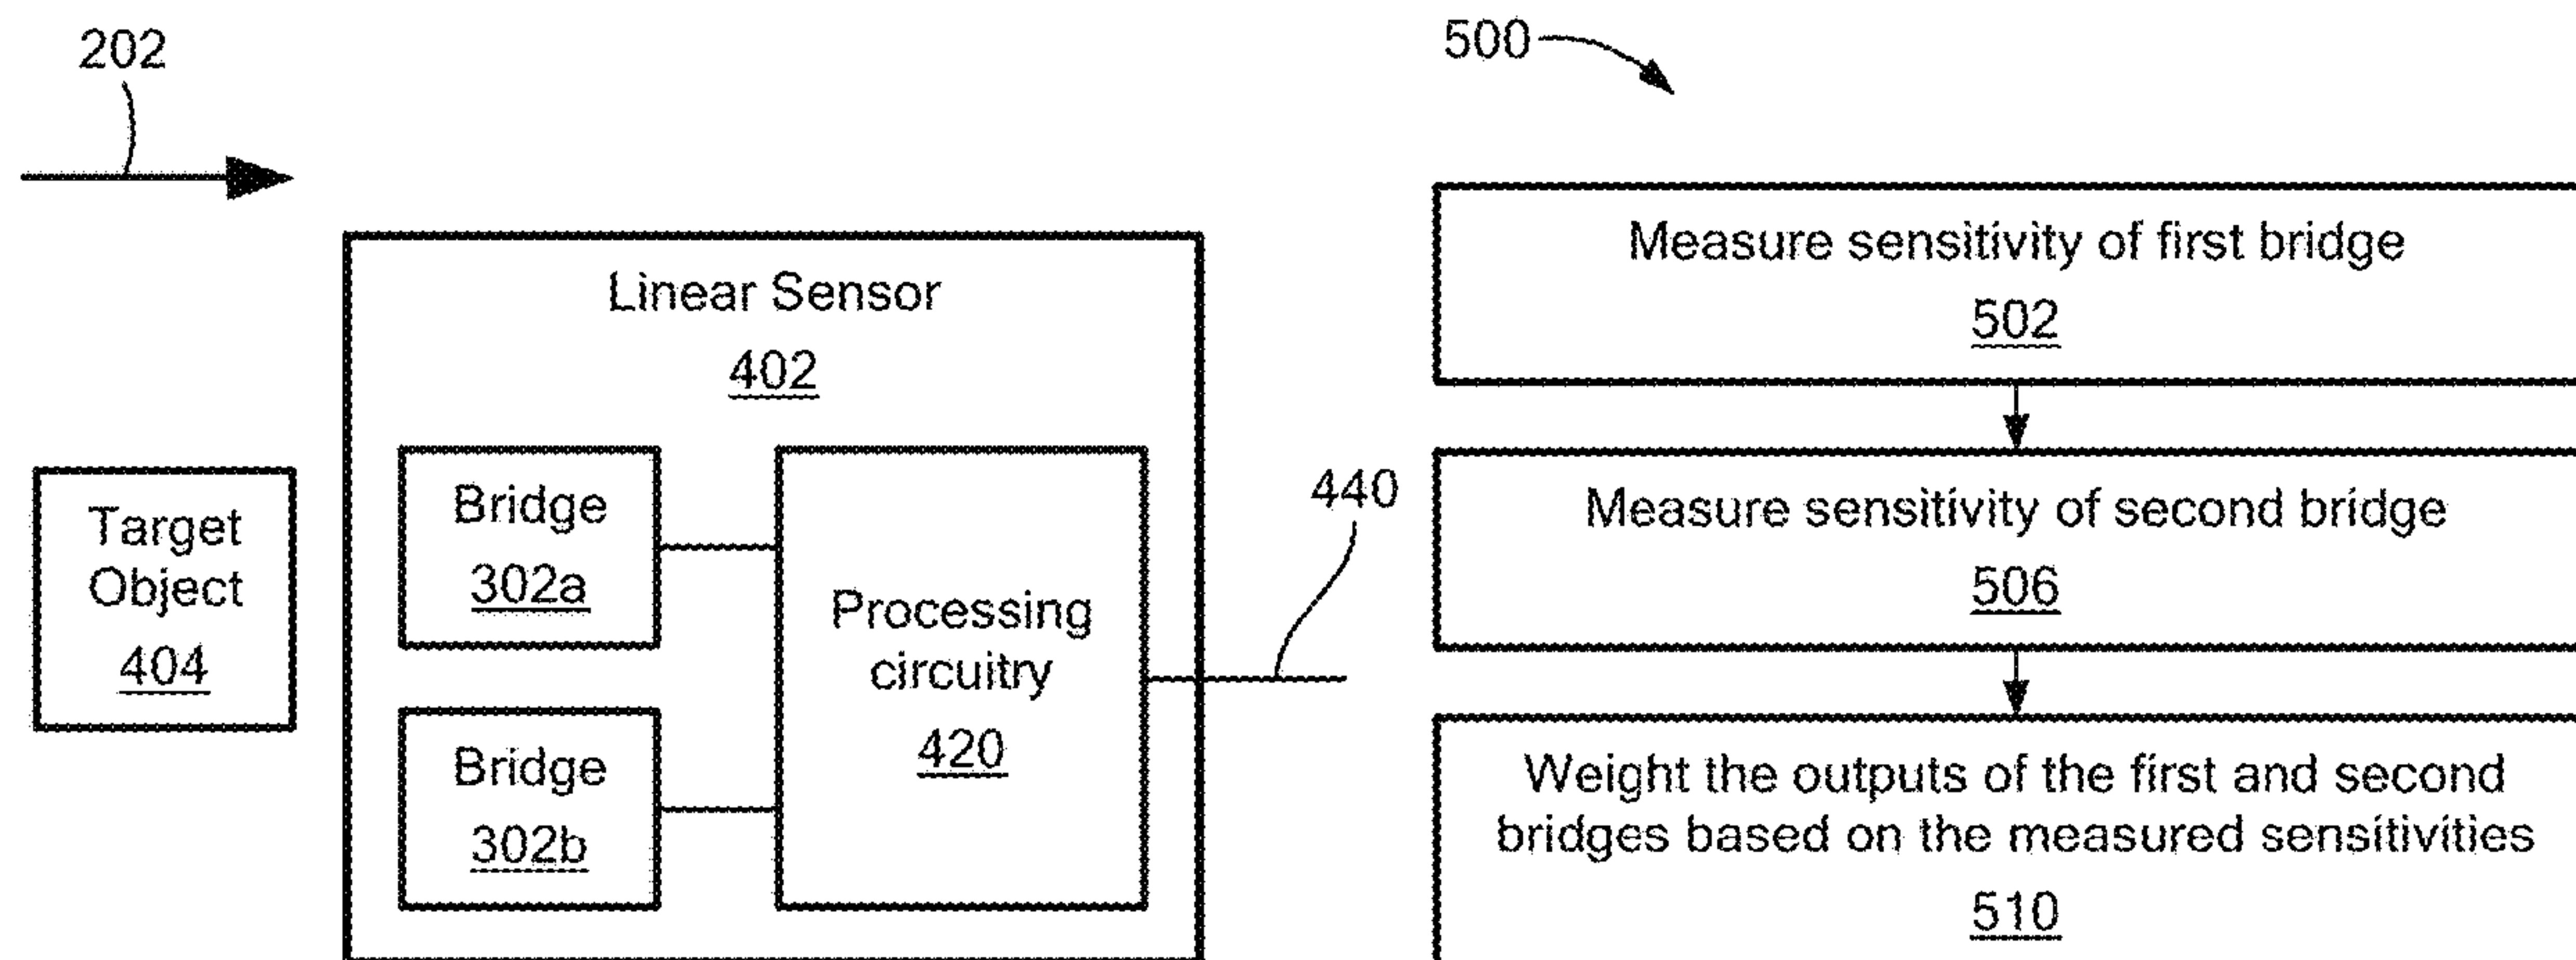 202
Linear Sensor
402
Target
Object
404
Bridge
302a
Bridge
302b
Processing
circuitry
420
440
500
Measure sensitivity of first bridge
502
Measure sensitivity of second bridge
506
Weight the outputs of the first and second
bridges based on the measured sensitivities
510